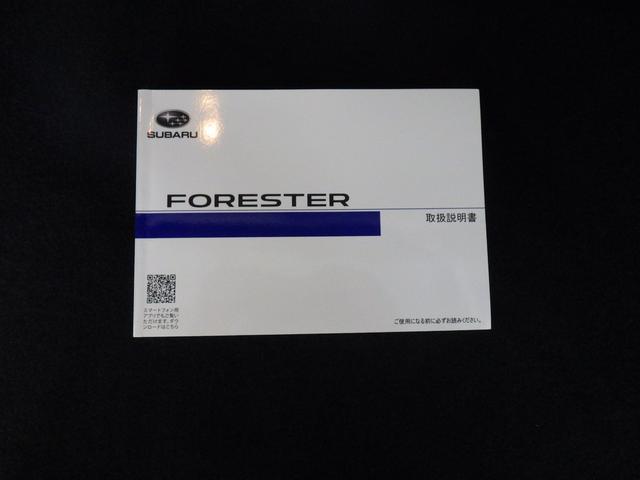 SUBARU
FORESTER
取扱説明書
スマートフォン用
アプリでもご覧い
ただけます。ダウ
ンロードはこちら
ご使用になる前に必ずお読みください。